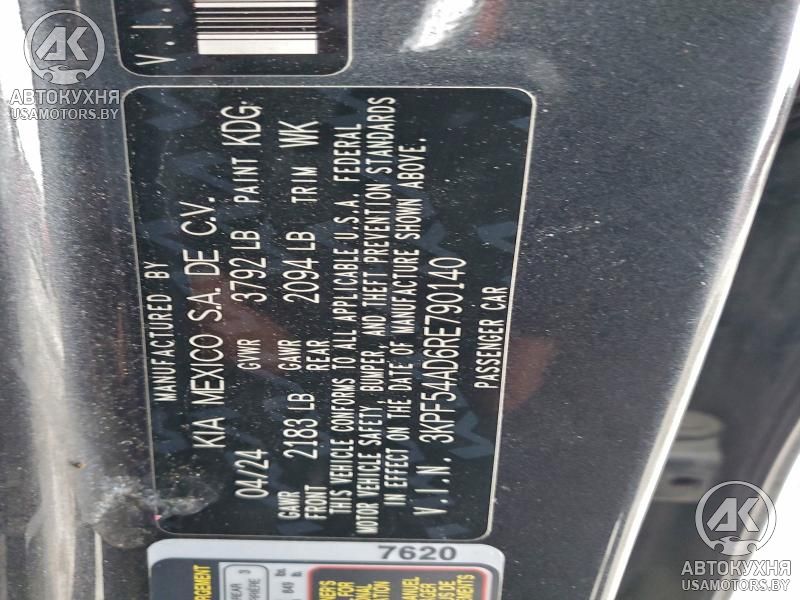 V.I.
MANUFACTURED BY
KIA MEXICO S.A. DE C.V.
04/24 GVWR 3792 LB PAINT KDG
GAWR FRONT 2183 LB GAWR REAR 2094 LB TRIM WK
THIS VEHICLE CONFORMS TO ALL APPLICABLE U.S.A. FEDERAL
MOTOR VEHICLE SAFETY, BUMPER, AND THEFT PREVENTION STANDARDS
IN EFFECT ON THE DATE OF MANUFACTURE SHOWN ABOVE.
V.I.N. 3KPF54AD6RE790140
PASSENGER CAR
7620
AK
АВТОКУХНЯ
USAMOTORS.BY
AK
АВТОКУХНЯ
USAMOTORS.BY